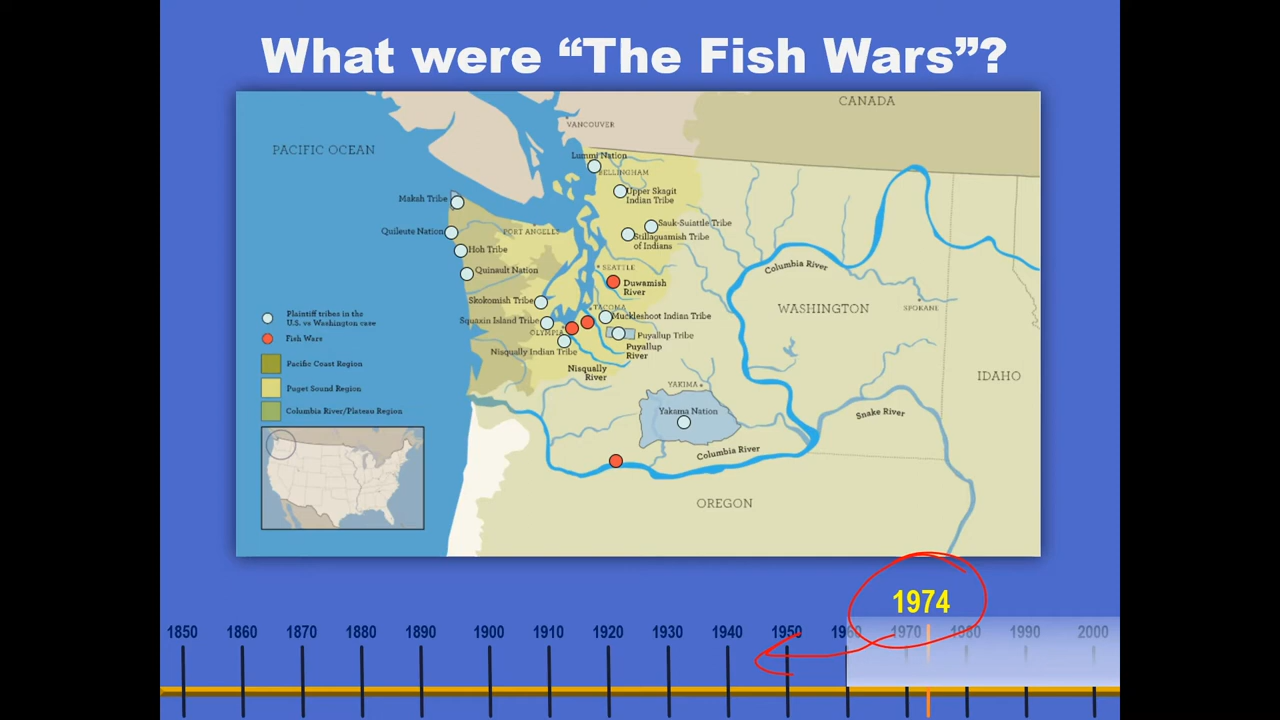 What were “The Fish Wars”?
CANADA
PACIFIC OCEAN
VANCOUVER
Lummi Nation
BELLINGHAM
Upper Skagit
Indian Tribe
Makah Tribe
Quileute Nation
PORT ANGELES
Sauk-Suiattle Tribe
Stillaguamish Tribe
of Indians
Hoh Tribe
Quinault Nation
SEATTLE
Duwamish
River
Columbia River
WASHINGTON
SPOKANE
Skokomish Tribe
TACOMA
Muckleshoot Indian Tribe
Squaxin Island Tribe
OLYMPIA
Puyallup Tribe
Puyallup
River
Nisqually Indian Tribe
Nisqually
River
IDAHO
YAKIMA
Yakama Nation
Snake River
Columbia River
OREGON
Plaintiff tribes in the
U.S. vs Washington case
Fish Wars
Pacific Coast Region
Puget Sound Region
Columbia River/Plateau Region
1974
1850 1860 1870 1880 1890 1900 1910 1920 1930 1940 1950 1960 1970 1980 1990 2000